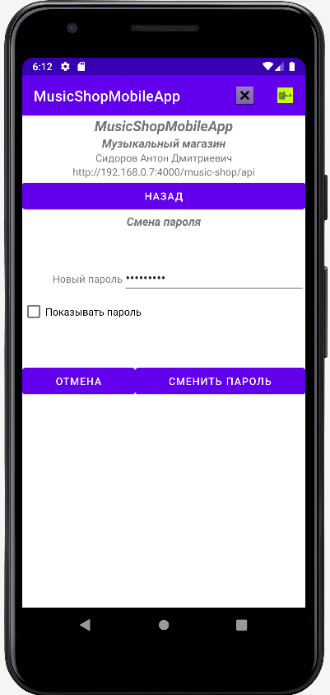 6:12
MusicShopMobileApp
MusicShopMobileApp
Музыкальный магазин
Сидоров Антон Дмитриевич
http://192.168.0.7:4000/music-shop/api
НАЗАД
Смена пароля
Новый пароль •••••••••
Показывать пароль
ОТМЕНА СМЕНИТЬ ПАРОЛЬ